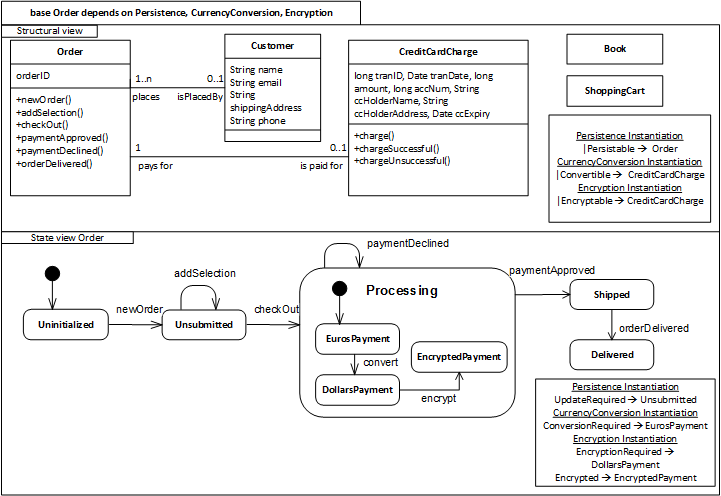 base Order depends on Persistence, CurrencyConversion, Encryption
Structural view
Order
orderID
+newOrder()
+addSelection()
+checkOut()
+paymentApproved()
+paymentDeclined()
+orderDelivered()
1..n
0..1
places
isPlacedBy
Customer
String name
String email
String
shippingAddress
String phone
1
0..1
pays for
is paid for
CreditCardCharge
long tranID, Date tranDate, long
amount, long accNum, String
ccHolderName, String
ccHolderAddress, Date ccExpiry
+charge()
+chargeSuccessful()
+chargeUnsuccessful()
Book
ShoppingCart
Persistence Instantiation
|Persistable → Order
CurrencyConversion Instantiation
|Convertible → CreditCardCharge
Encryption Instantiation
|Encryptable → CreditCardCharge
State view Order
Uninitialized
newOrder
addSelection
Unsubmitted
checkOut
paymentDeclined
Processing
EurosPayment
convert
DollarsPayment
encrypt
EncryptedPayment
paymentApproved
Shipped
orderDelivered
Delivered
Persistence Instantiation
UpdateRequired → Unsubmitted
CurrencyConversion Instantiation
ConversionRequired → EurosPayment
Encryption Instantiation
EncryptionRequired →
DollarsPayment
Encrypted → EncryptedPayment